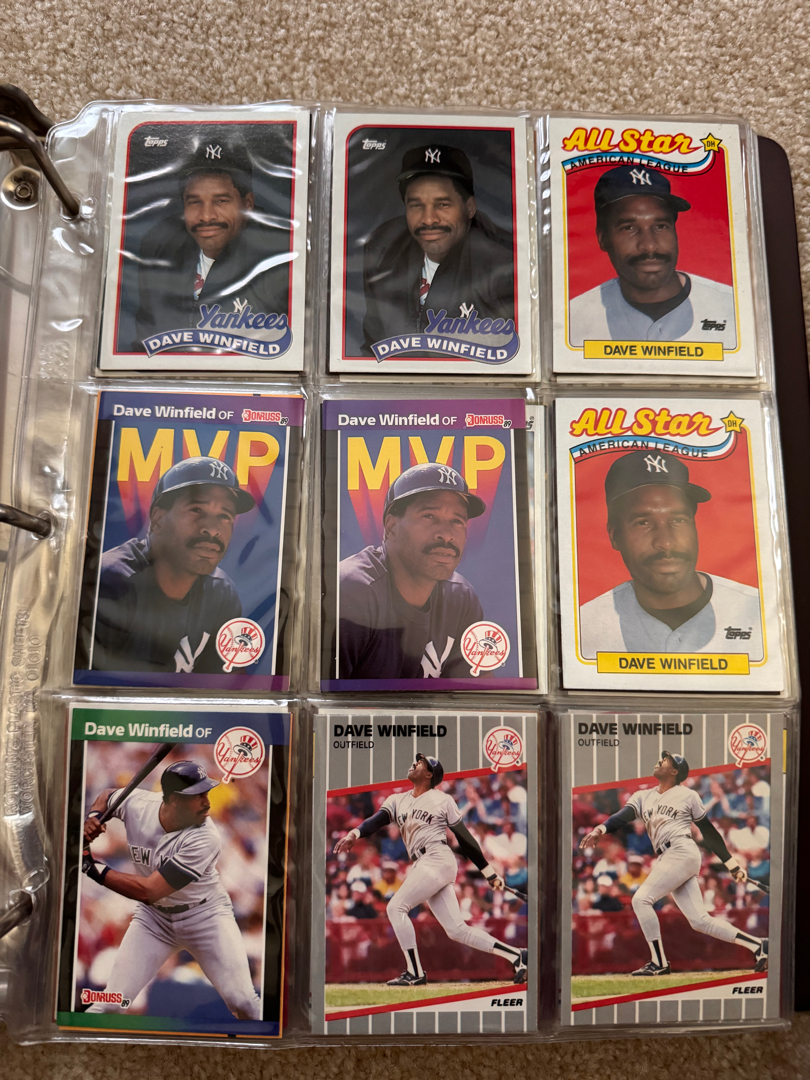 Topps
NY
Yankees
DAVE WINFIELD
Topps
NY
Yankees
DAVE WINFIELD
All Star
DH
AMERICAN LEAGUE
NY
Topps
DAVE WINFIELD
Dave Winfield OF
DONRUSS 89
MVP
NY
Yankees
Dave Winfield OF
DONRUSS 89
MVP
NY
Yankees
All Star
DH
AMERICAN LEAGUE
NY
Topps
DAVE WINFIELD
Dave Winfield OF
Yankees
EW Y
DONRUSS 89
DAVE WINFIELD
OUTFIELD
Yankees
NEW YORK
FLEER
DAVE WINFIELD
OUTFIELD
Yankees
NEW YORK
FLEER